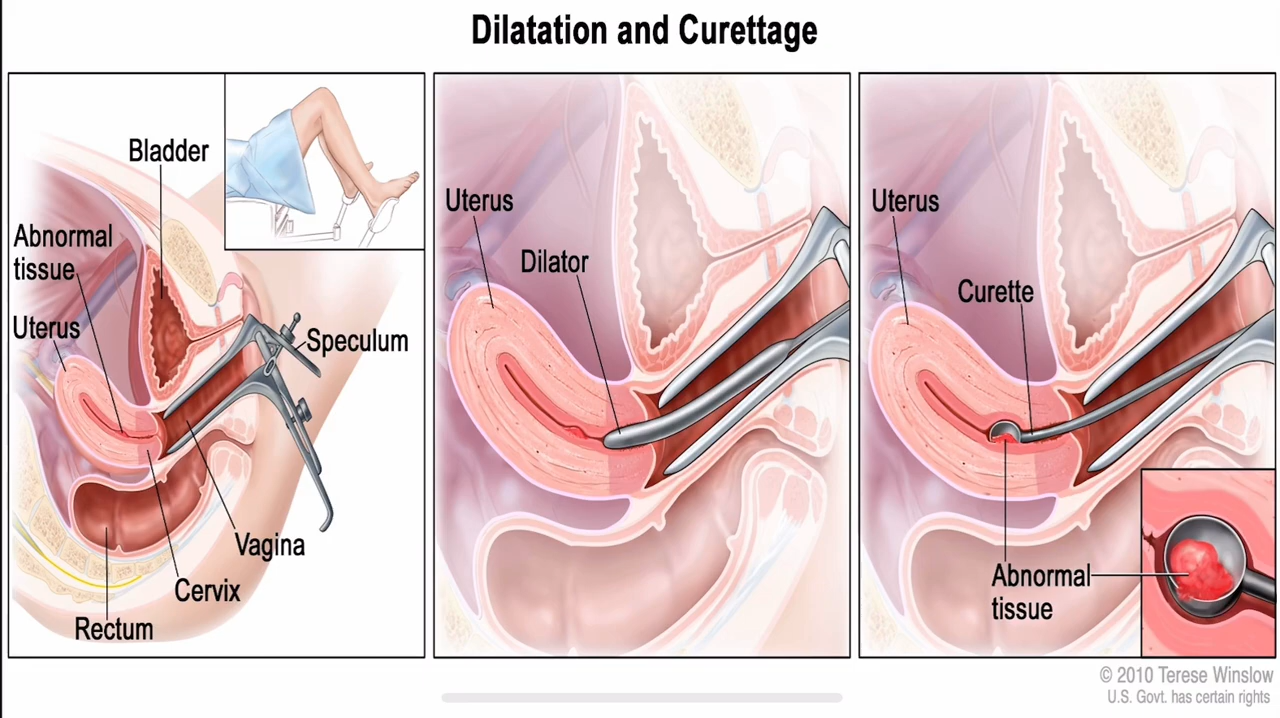 Dilatation and Curettage
Bladder
Abnormal
tissue
Uterus
Speculum
Vagina
Cervix
Rectum
Uterus
Dilator
Uterus
Curette
Abnormal
tissue
© 2010 Terese Winslow
U.S. Govt. has certain rights